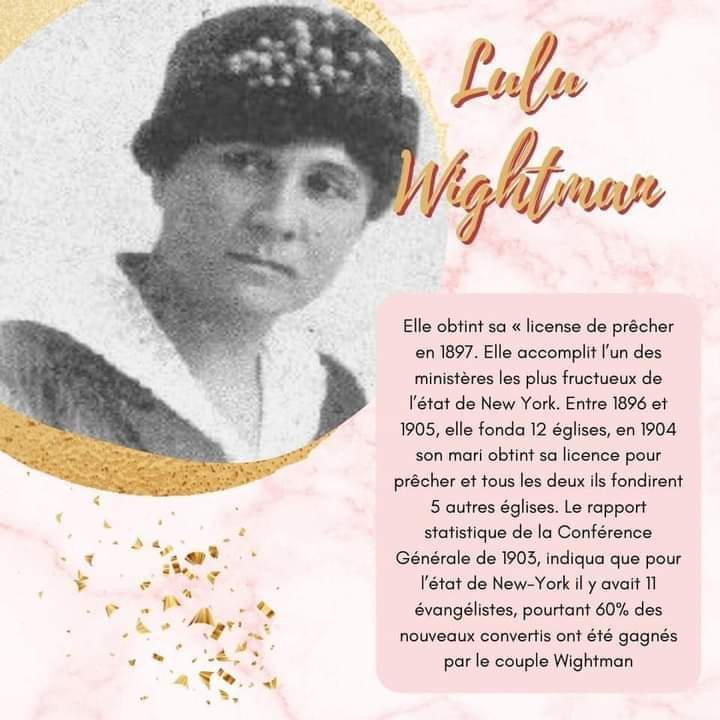 Lulu
Wightman
Elle obtint sa « license de prêcher
en 1897. Elle accomplit l'un des
ministères les plus fructueux de
l'état de New York. Entre 1896 et
1905, elle fonda 12 églises, en 1904
son mari obtint sa licence pour
prêcher et tous les deux ils fondirent
5 autres églises. Le rapport
statistique de la Conférence
Générale de 1903, indiqua que pour
l'état de New-York il y avait 11
évangélistes, pourtant 60% des
nouveaux convertis ont été gagnés
par le couple Wightman